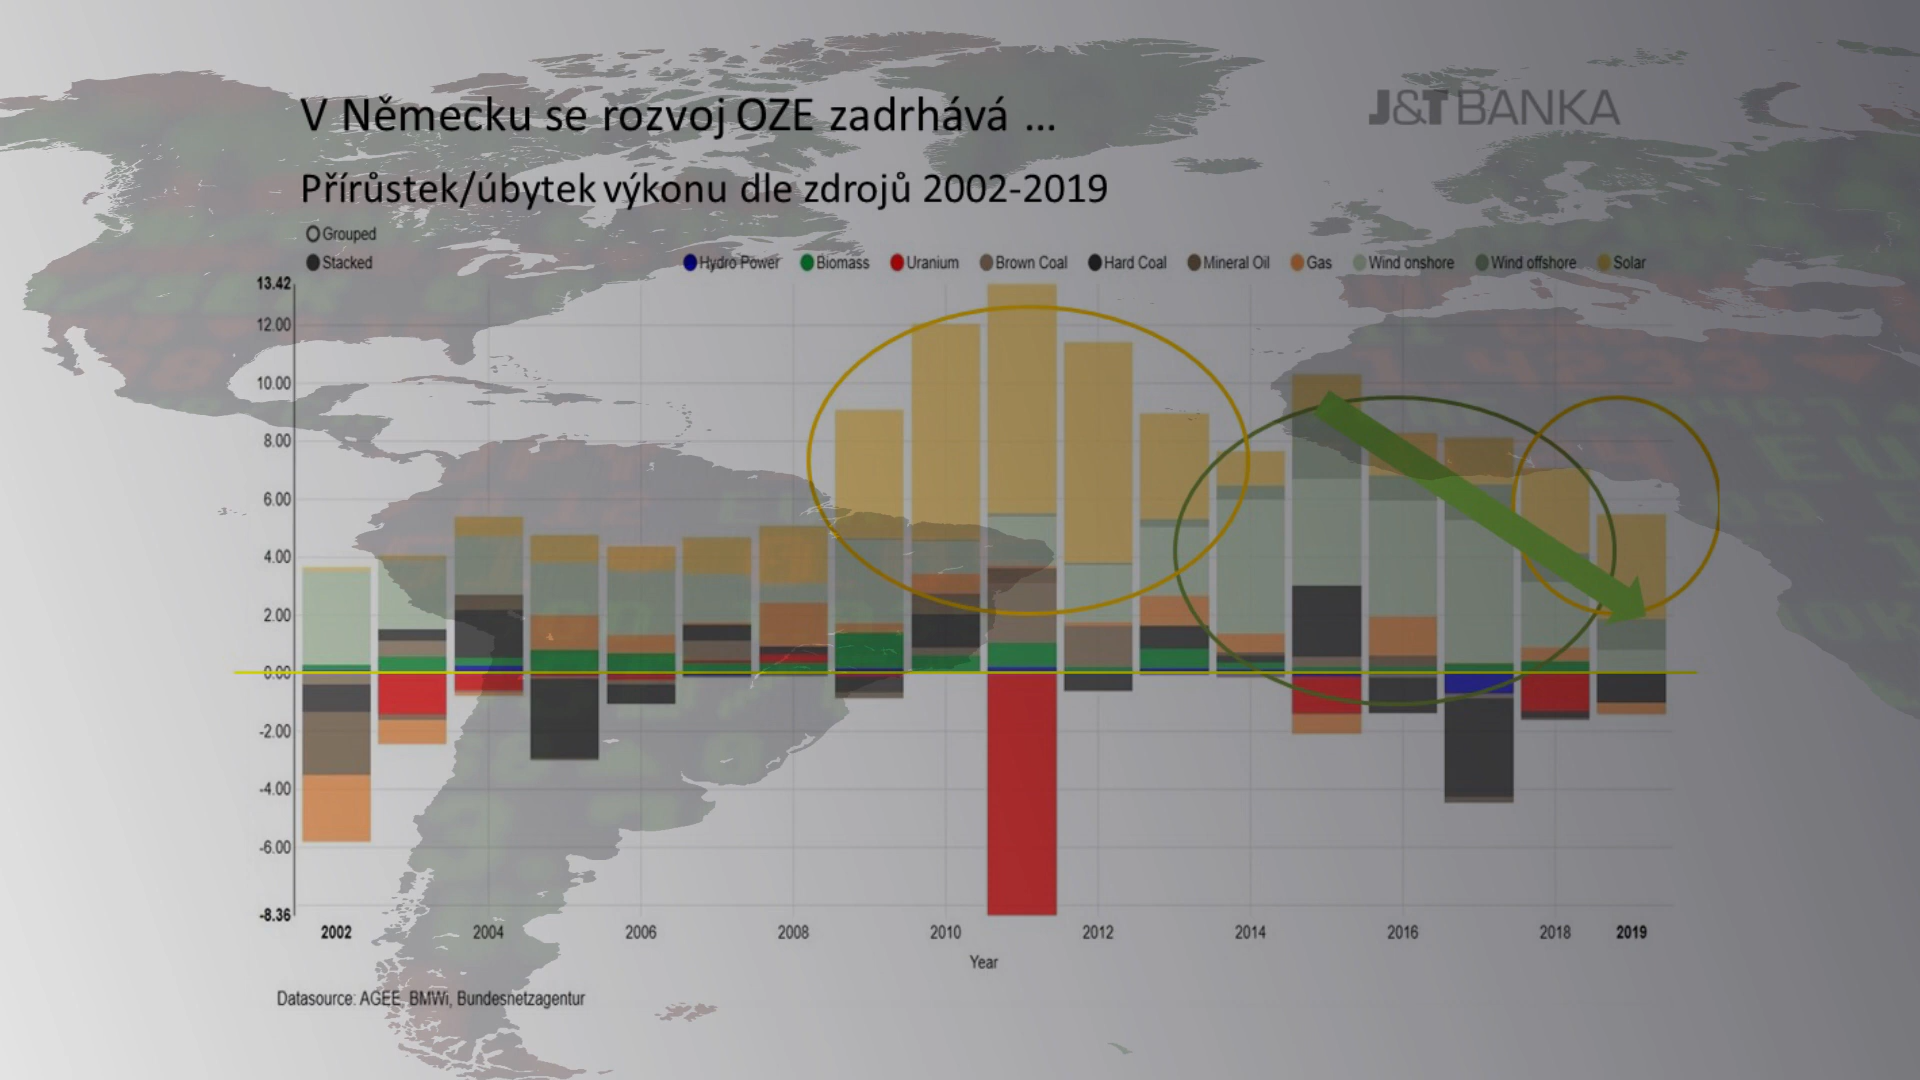 V Německu se rozvoj OZE zadrhává ...
J&T BANKA
Přírůstek/úbytek výkonu dle zdrojů 2002-2019
Grouped
Stacked
Hydro Power Biomass Uranium Brown Coal Hard Coal Mineral Oil Gas Wind onshore Wind offshore Solar
13.42
12.00
10.00
8.00
6.00
4.00
2.00
0.00
-2.00
-4.00
-6.00
-8.36
2002 2004 2006 2008 2010 2012 2014 2016 2018 2019
Year
Datasource: AGEE, BMWi, Bundesnetzagentur